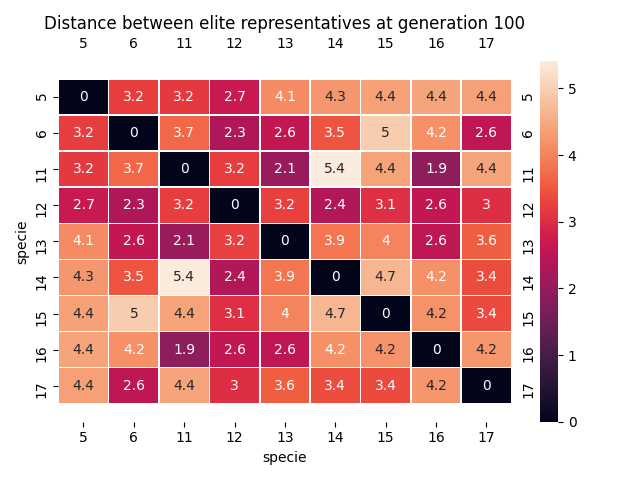 Distance between elite representatives at generation 100
5 6 11 12 13 14 15 16 17
5 0 3.2 3.2 2.7 4.1 4.3 4.4 4.4 4.4 5
6 3.2 0 3.7 2.3 2.6 3.5 5 4.2 2.6 6
11 3.2 3.7 0 3.2 2.1 5.4 4.4 1.9 4.4 11
12 2.7 2.3 3.2 0 3.2 2.4 3.1 2.6 3 12
13 4.1 2.6 2.1 3.2 0 3.9 4 2.6 3.6 13
14 4.3 3.5 5.4 2.4 3.9 0 4.7 4.2 3.4 14
15 4.4 5 4.4 3.1 4 4.7 0 4.2 3.4 15
16 4.4 4.2 1.9 2.6 2.6 4.2 4.2 0 4.2 16
17 4.4 2.6 4.4 3 3.6 3.4 3.4 4.2 0 17
5 6 11 12 13 14 15 16 17
specie
specie
5
4
3
2
1
0